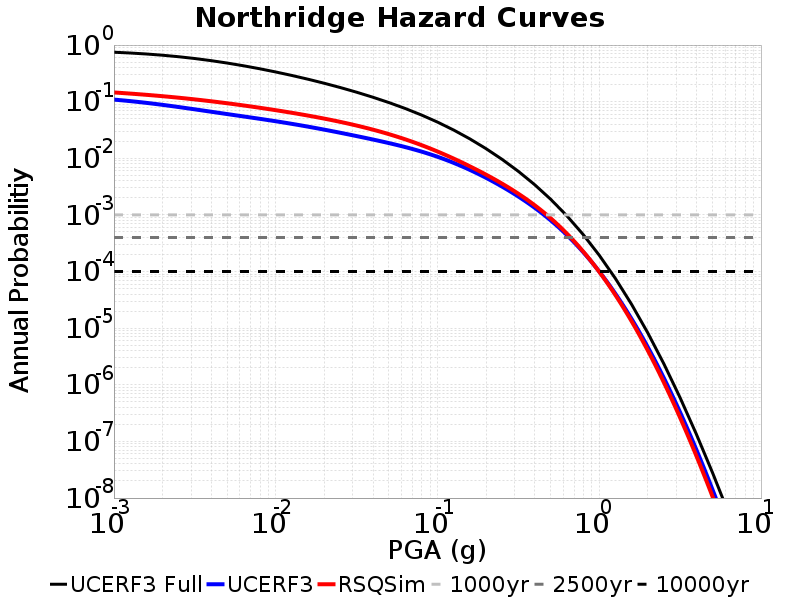 Northridge Hazard Curves
Annual Probabilitiy
10^0
10^-1
10^-2
10^-3
10^-4
10^-5
10^-6
10^-7
10^-8
10^-3 10^-2 10^-1 10^0 10^1
PGA (g)
UCERF3 Full UCERF3 RSQSim 1000yr 2500yr 10000yr